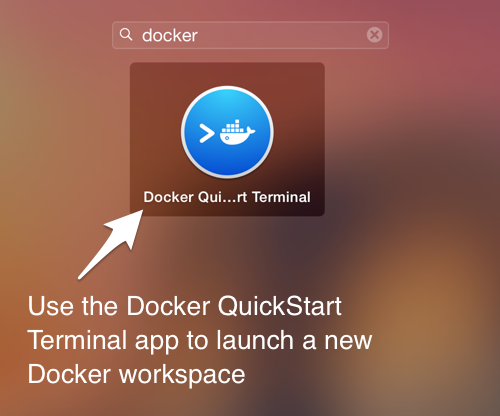 docker
Docker Qui...rt Terminal
Use the Docker QuickStart
Terminal app to launch a new
Docker workspace